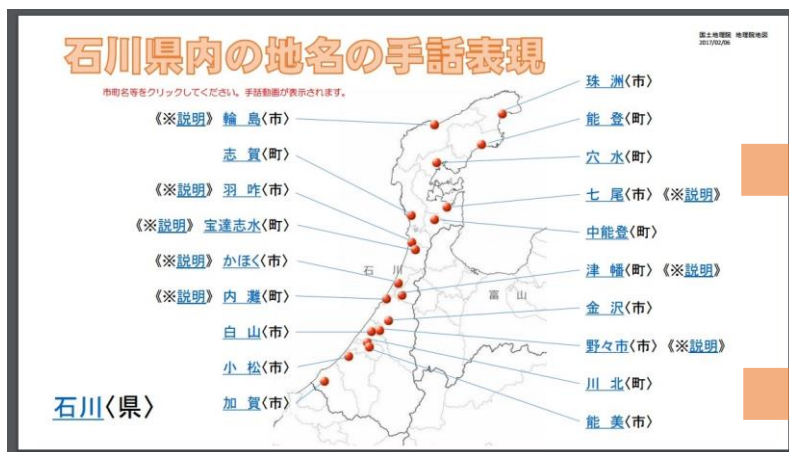 石川県内の地名の手話表現
国土地理院 地理院地図
2017/02/06
市町名等をクリックしてください。手話動画が表示されます。
《※説明》 輪 島〈市〉
志 賀〈町〉
《※説明》 羽 咋〈市〉
《※説明》 宝達志水〈町〉
《※説明》 かほく〈市〉
《※説明》 内 灘〈町〉
白 山〈市〉
小 松〈市〉
加 賀〈市〉
石川〈県〉
珠 洲〈市〉
能 登〈町〉
穴 水〈町〉
七 尾〈市〉 《※説明》
中能登〈町〉
津 幡〈町〉 《※説明》
金 沢〈市〉
野々市〈市〉 《※説明》
川 北〈町〉
能 美〈市〉
石 川
富 山